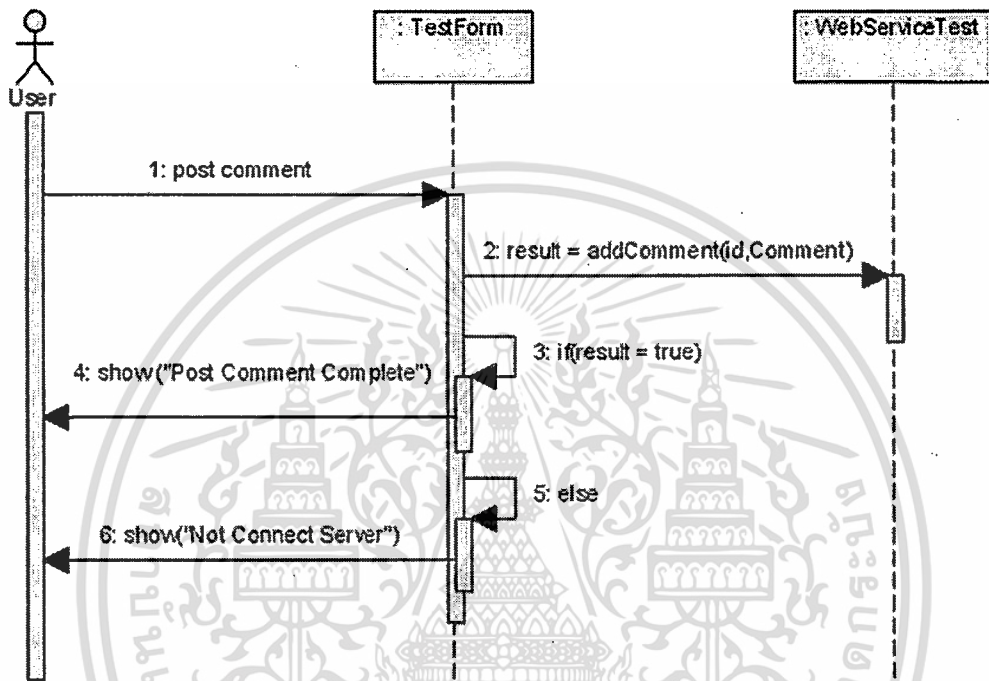 : TestForm
: WebServiceTest
User
1: post comment
2: result = addComment(id,Comment)
3: if(result = true)
4: show("Post Comment Complete")
5: else
6: show("Not Connect Server")